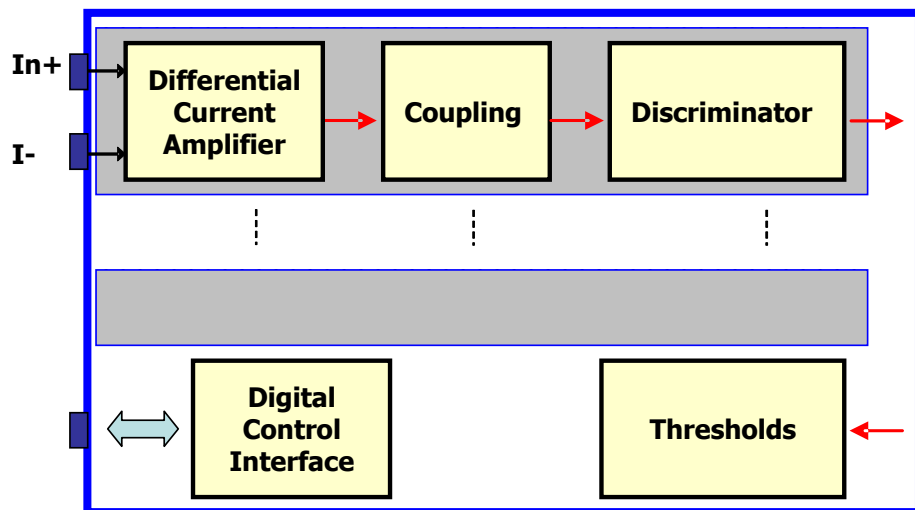 In+
I-
Differential
Current
Amplifier
Coupling
Discriminator
Digital
Control
Interface
Thresholds